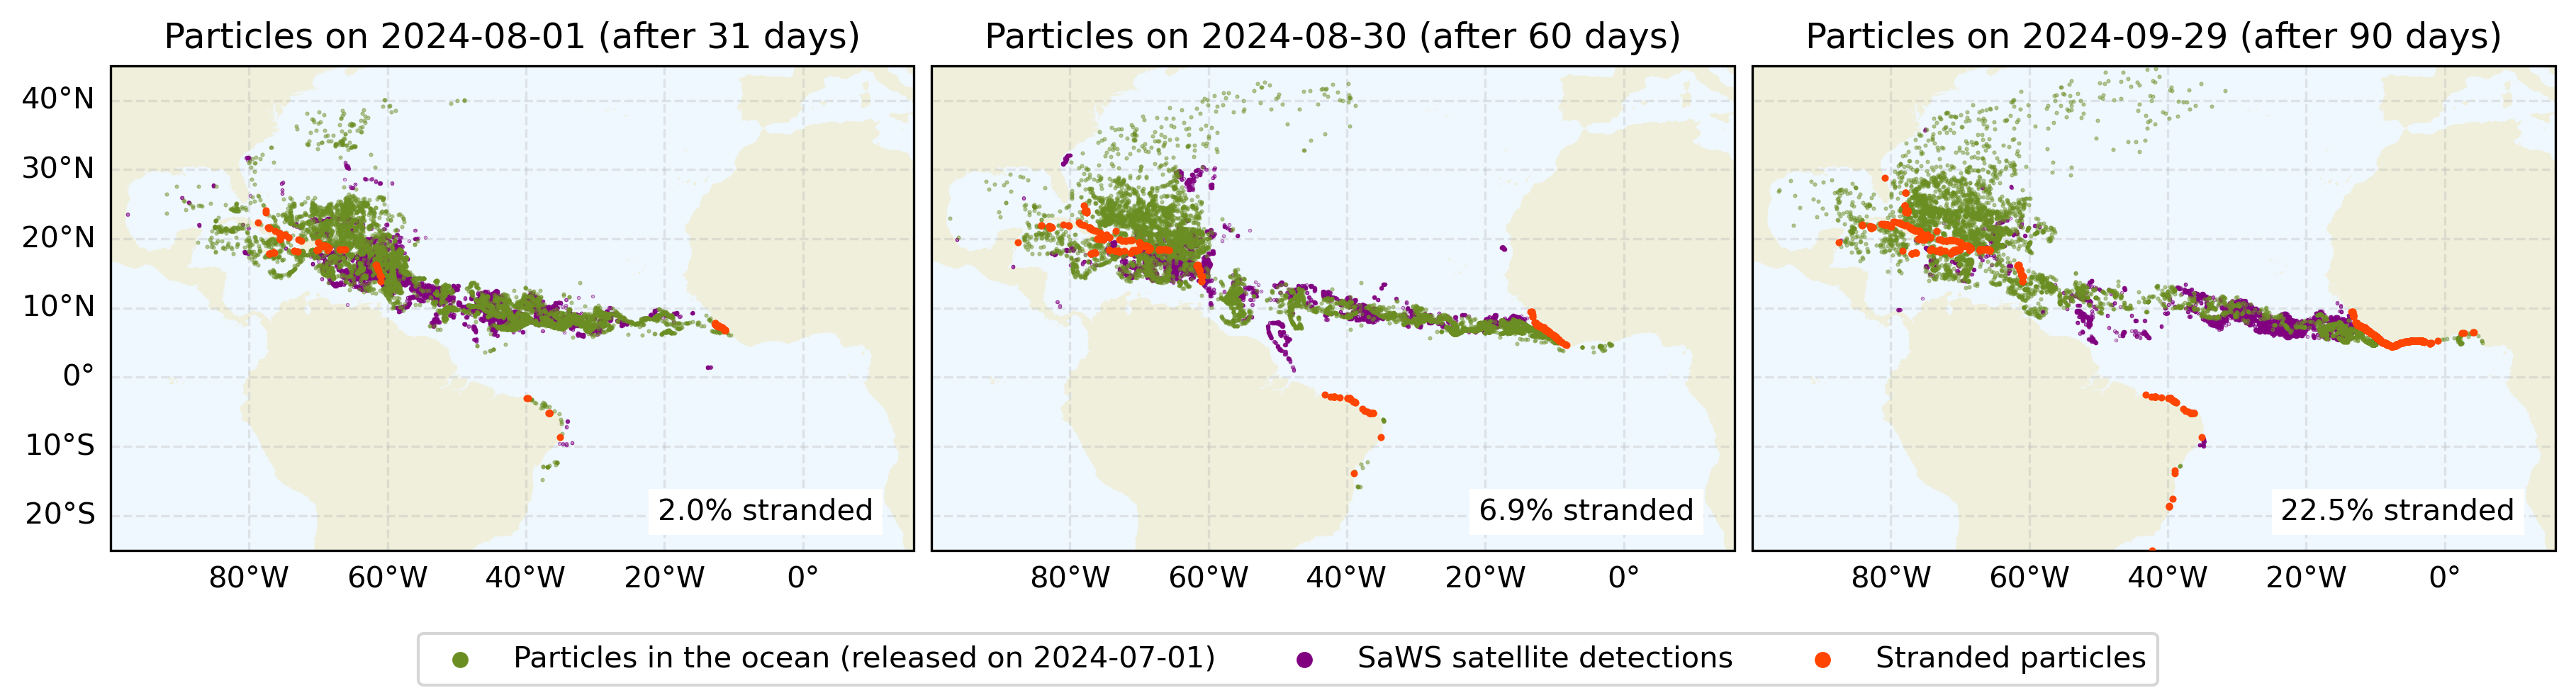 Particles on 2024-08-01 (after 31 days)
Particles on 2024-08-30 (after 60 days)
Particles on 2024-09-29 (after 90 days)
40°N
30°N
20°N
10°N
0°
10°S
20°S
2.0% stranded
6.9% stranded
22.5% stranded
80°W 60°W 40°W 20°W 0°
80°W 60°W 40°W 20°W 0°
80°W 60°W 40°W 20°W 0°
Particles in the ocean (released on 2024-07-01)
SaWS satellite detections
Stranded particles